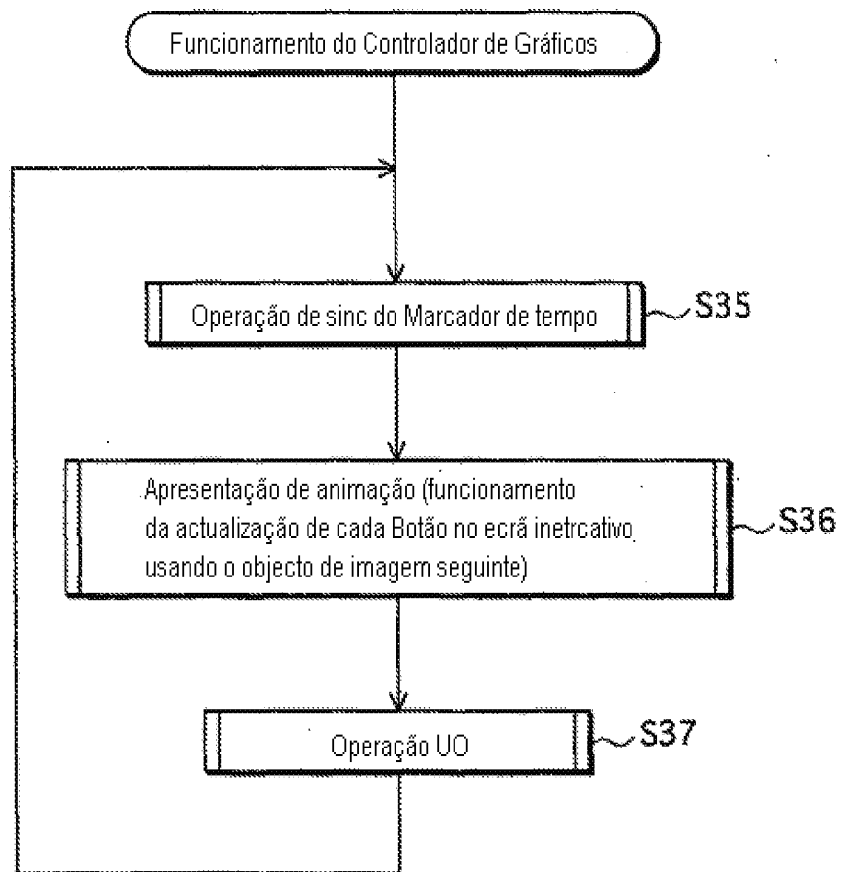 Funcionamento do Controlador de Gráficos
Operação de sinc do Marcador de tempo
S35
Apresentação de animação (funcionamento
da actualização de cada Botão no ecrã inetrcativo
usando o objecto de imagem seguinte)
S36
Operação UO
S37